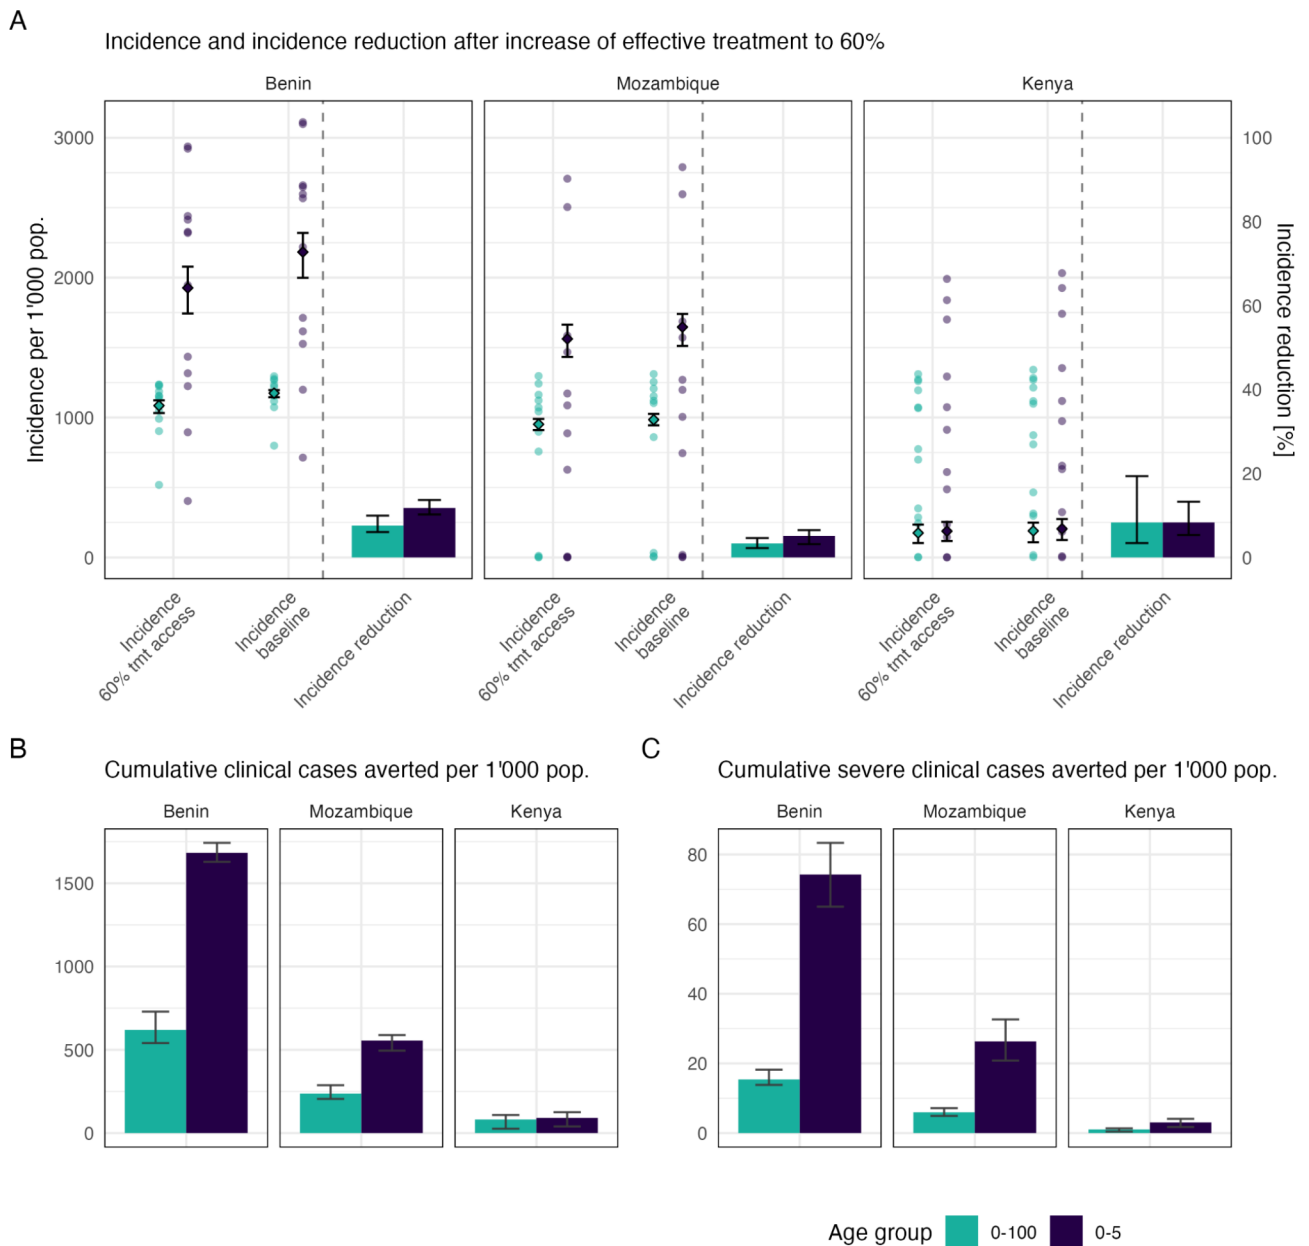 A
Incidence and incidence reduction after increase of effective treatment to 60%
Benin
Mozambique
Kenya
Incidence per 1'000 pop.
3000
2000
1000
0
100
80
60
40
20
0
Incidence reduction [%]
Incidence
60% tmt access
Incidence
baseline
Incidence reduction
Incidence
60% tmt access
Incidence
baseline
Incidence reduction
Incidence
60% tmt access
Incidence
baseline
Incidence reduction
B
Cumulative clinical cases averted per 1'000 pop.
Benin
Mozambique
Kenya
1500
1000
500
0
C
Cumulative severe clinical cases averted per 1'000 pop.
Benin
Mozambique
Kenya
80
60
40
20
0
Age group
0-100
0-5